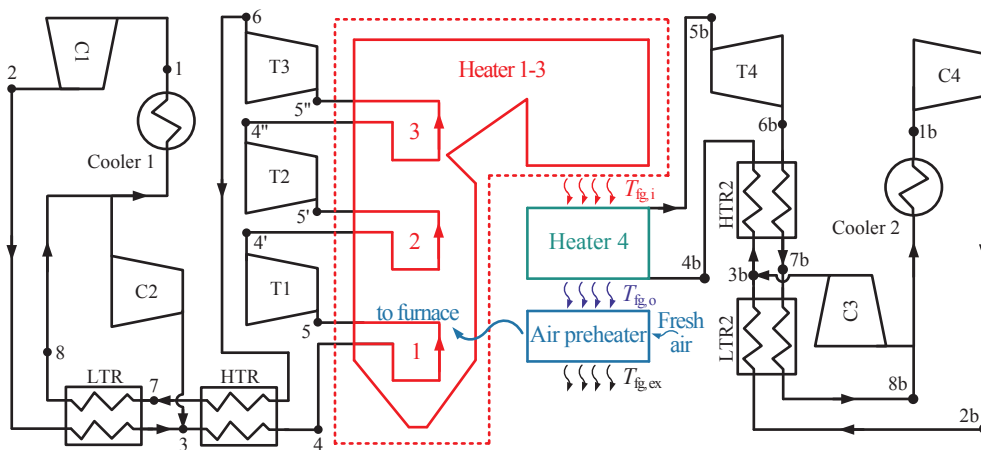 6
5b
C1
T3
Heater 1-3
T4
C4
2
1
5"
4"
3
6b
1b
Cooler 1
T2
T_fg,i
HTR2
5'
2
Heater 4
Cooler 2
4'
4b
7b
3b
C2
T1
T_fg,o
to furnace
5
Air preheater
Fresh
air
C3
LTR2
8
1
T_fg,ex
LTR
7
HTR
8b
3
4
2b